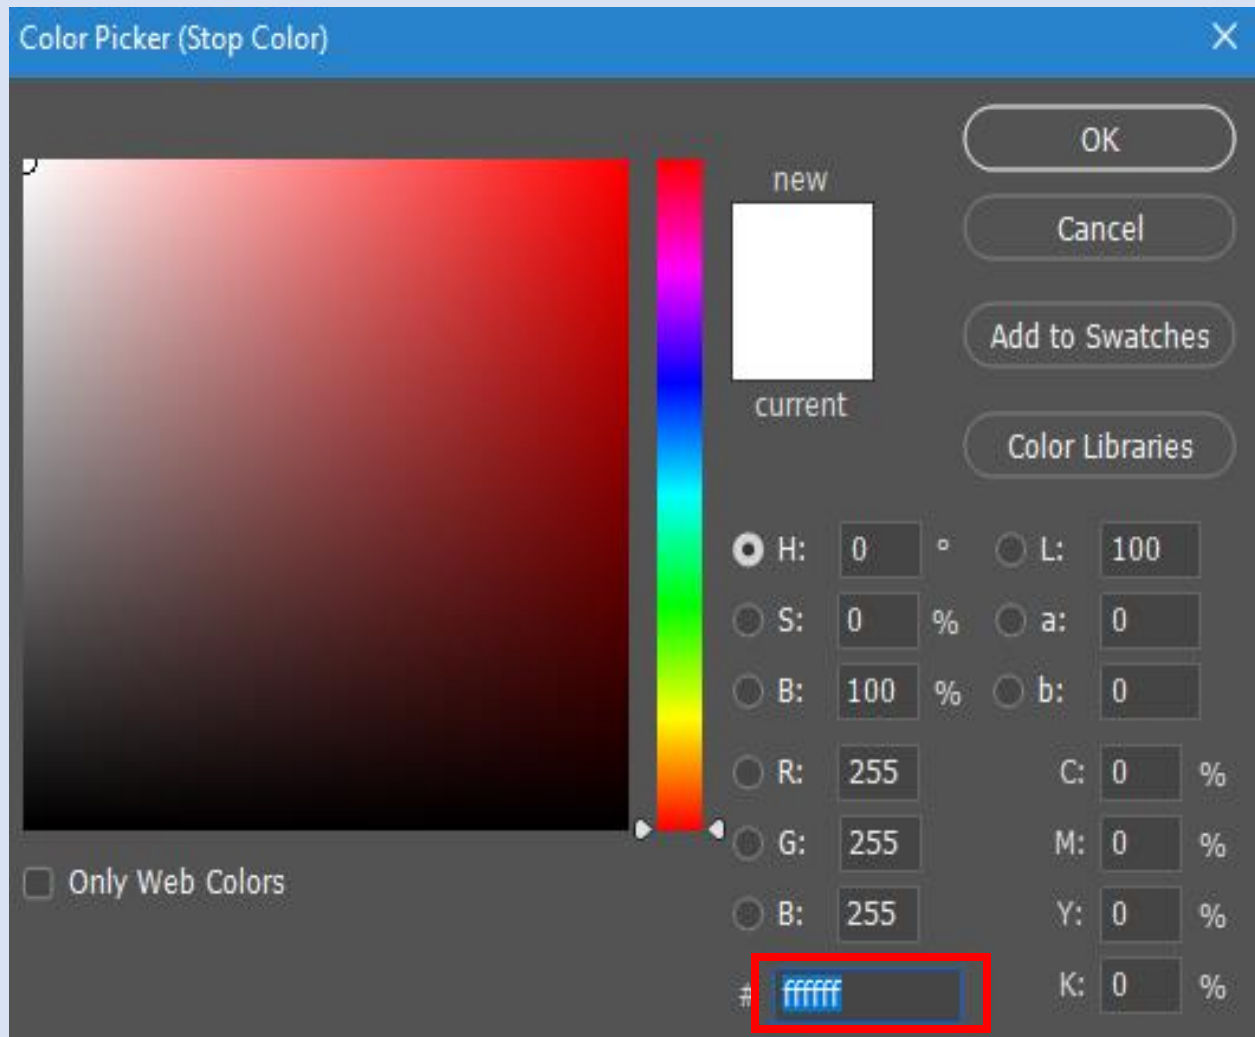 Color Picker (Stop Color)
OK
new
Cancel
Add to Swatches
current
Color Libraries
H: 0 ° L: 100
S: 0 % a: 0
B: 100 % b: 0
R: 255 C: 0 %
G: 255 M: 0 %
Only Web Colors
B: 255 Y: 0 %
# ffffff K: 0 %